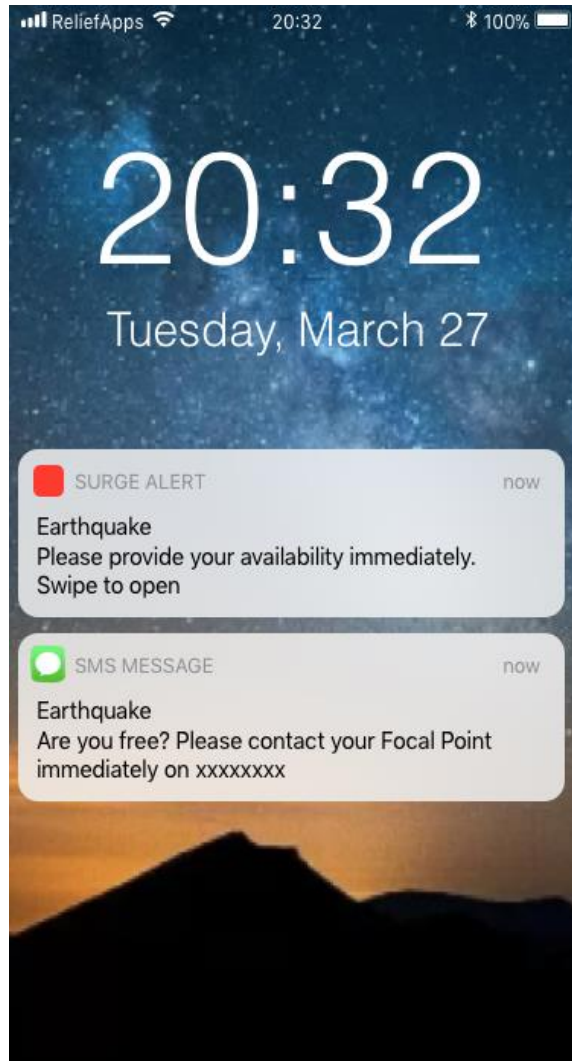 ReliefApps 20:32 100%
20:32
Tuesday, March 27
SURGE ALERT now
Earthquake
Please provide your availability immediately.
Swipe to open
SMS MESSAGE now
Earthquake
Are you free? Please contact your Focal Point
immediately on xxxxxxxx